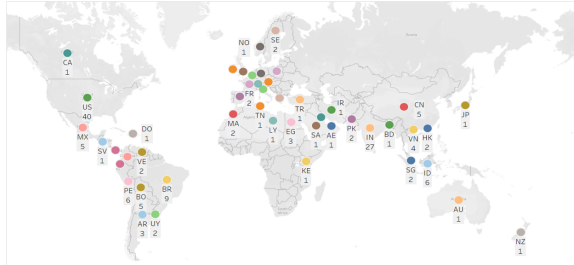 NO
1
SE
2
CA
1
US
40
MX
5
SV
1
DO
1
VE
2
PE
6
BO
5
BR
9
AR
3
UY
2
FR
2
MA
2
TN
1
LY
1
EG
3
TR
1
IR
1
SA
1
AE
1
PK
2
IN
27
BD
1
KE
1
CN
5
VN
4
HK
2
JP
1
SG
2
ID
6
AU
1
NZ
1